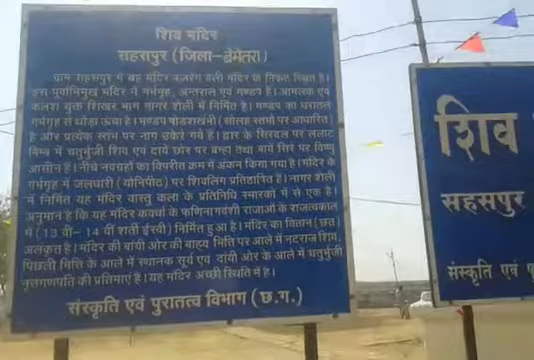 शिव मंदिर
सहसपुर (जिला-बेमेतरा)
ग्राम सहसपुर में यह मंदिर बजरंग बली मंदिर के निकट स्थित है।
इस पूर्वाभिमुख मंदिर में गर्भगृह, अन्तराल एवं मण्डप है। आमलक एवं
कलश युक्त शिखर भाग नागर शैली में निर्मित है। मण्डप का धरातल
गर्भगृह से थोड़ा ऊंचा है। मण्डप षोडशखम्भी (सोलह स्तंभों पर आधारित)
है और प्रत्येक स्तंभ पर नाग उकेरे गये है। द्वार के सिरदल पर ललाट
बिम्ब में चतुर्भुजी शिव एवं दायें छोर पर ब्रम्हा तथा बायें सिरे पर विष्णु
आसीन है। नीचे नवग्रहों का विपरीत क्रम में अंकन किया गया है। मंदिर के
गर्भगृह में जलधारी (योनिपीठ) पर शिवलिंग प्रतिष्ठापित है। नागर शैली
में निर्मित यह मंदिर वास्तु कला के प्रतिनिधि स्मारकों में से एक है।
अनुमान है कि यह मंदिर कवर्धा के फणिनागवंशी राजाओं के राजत्वकाल
में (13 वीं- 14 वीं शती ईस्वी) निर्मित हुआ है। मंदिर का वितान (छत)
अलंकृत है। मंदिर की बांयी ओर की बाह्य भित्ति पर आले में नटराज शिव,
पिछली भित्ति के आले में स्थानक सूर्य एवं दायी ओर के आले में चतुर्भुजी
नृत्तगणपति की प्रतिमाएं है। यह मंदिर अच्छी स्थिति में है।
संस्कृति एवं पुरातत्व विभाग (छ.ग.)
शिव
सहसपुर
संस्कृति एवं